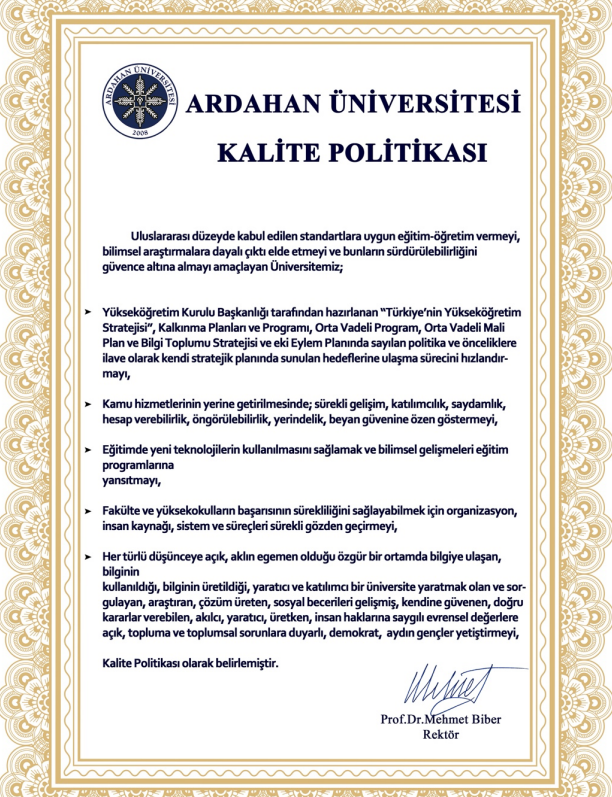 ARDAHAN ÜNİVERSİTESİ
2008
ARDAHAN ÜNİVERSİTESİ
KALİTE POLİTİKASI
Uluslararası düzeyde kabul edilen standartlara uygun eğitim-öğretim vermeyi,
bilimsel araştırmalara dayalı çıktı elde etmeyi ve bunların sürdürülebilirliğini
güvence altına almayı amaçlayan Üniversitemiz;
➤ Yükseköğretim Kurulu Başkanlığı tarafından hazırlanan “Türkiye’nin Yükseköğretim
Stratejisi”, Kalkınma Planları ve Programı, Orta Vadeli Program, Orta Vadeli Mali
Plan ve Bilgi Toplumu Stratejisi ve eki Eylem Planında sayılan politika ve önceliklere
ilave olarak kendi stratejik planında sunulan hedeflerine ulaşma sürecini hızlandır-
mayı,
➤ Kamu hizmetlerinin yerine getirilmesinde; sürekli gelişim, katılımcılık, saydamlık,
hesap verebilirlik, öngörülebilirlik, yerindelik, beyan güvenine özen göstermeyi,
➤ Eğitimde yeni teknolojilerin kullanılmasını sağlamak ve bilimsel gelişmeleri eğitim
programlarına
yansıtmayı,
➤ Fakülte ve yüksekokulların başarısının sürekliliğini sağlayabilmek için organizasyon,
insan kaynağı, sistem ve süreçleri sürekli gözden geçirmeyi,
➤ Her türlü düşünceye açık, aklın egemen olduğu özgür bir ortamda bilgiye ulaşan,
bilginin
kullanıldığı, bilginin üretildiği, yaratıcı ve katılımcı bir üniversite yaratmak olan ve sor-
gulayan, araştıran, çözüm üreten, sosyal becerileri gelişmiş, kendine güvenen, doğru
kararlar verebilen, akılcı, yaratıcı, üretken, insan haklarına saygılı evrensel değerlere
açık, topluma ve toplumsal sorunlara duyarlı, demokrat, aydın gençler yetiştirmeyi,
Kalite Politikası olarak belirlemiştir.
Prof.Dr.Mehmet Biber
Rektör